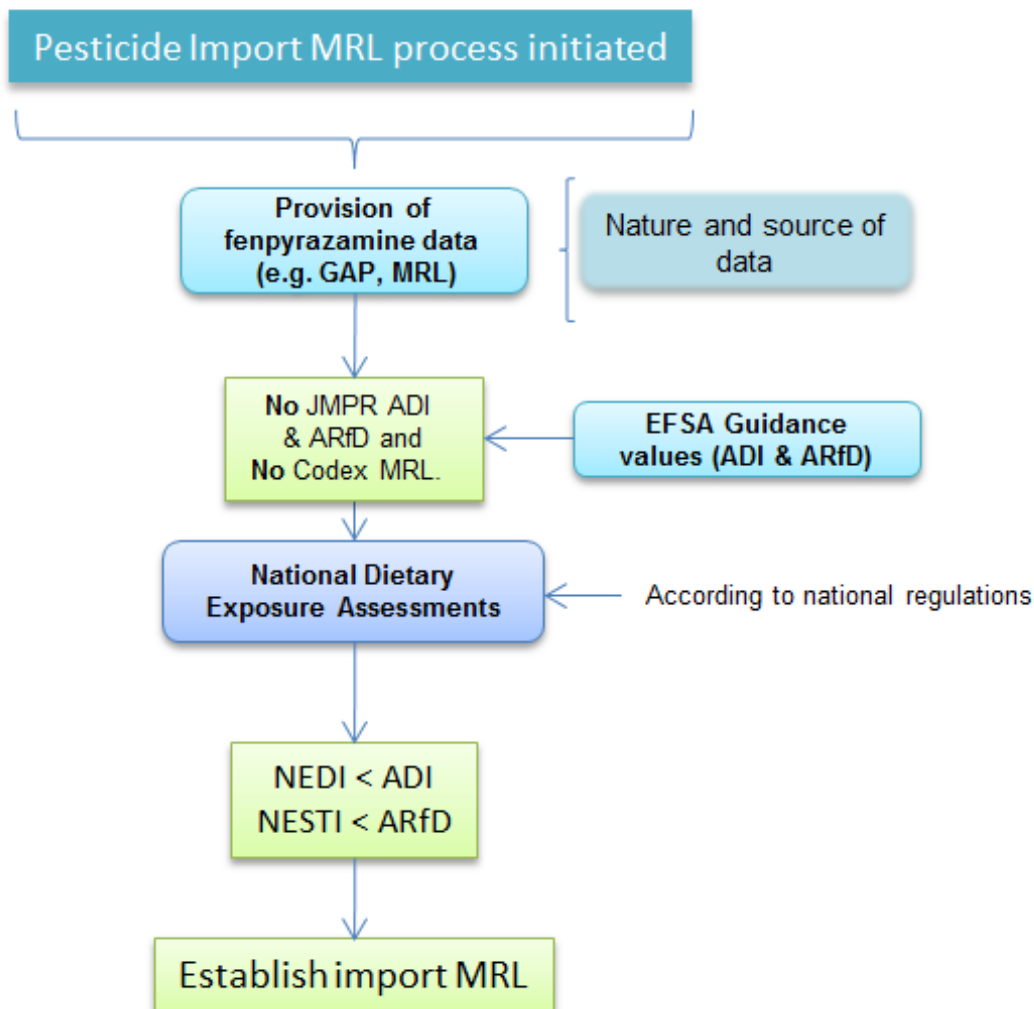 Pesticide Import MRL process initiated
Provision of
fenpyrazamine data
(e.g. GAP, MRL)
Nature and source of
data
No JMPR ADI
& ARfD and
No Codex MRL.
EFSA Guidance
values (ADI & ARfD)
National Dietary
Exposure Assessments
According to national regulations
NEDI < ADI
NESTI < ARfD
Establish import MRL